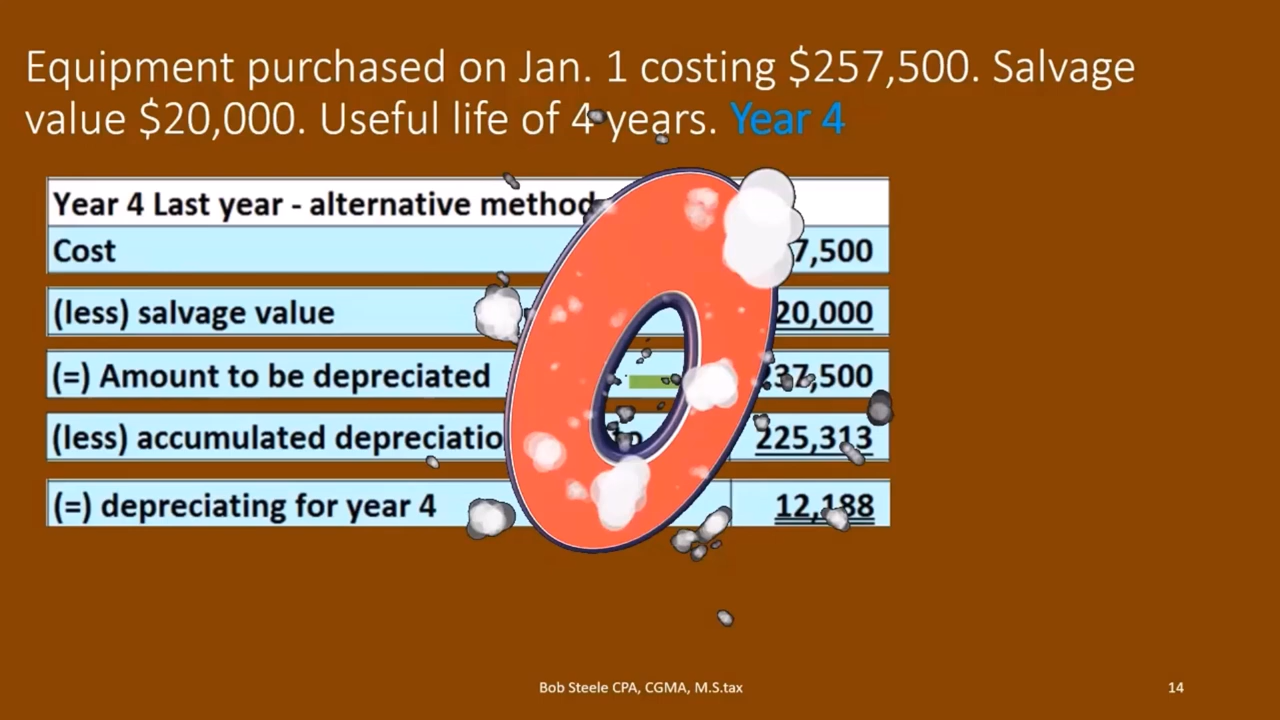 Equipment purchased on Jan. 1 costing $257,500. Salvage
value $20,000. Useful life of 4 years. Year 4
Year 4 Last year - alternative method
Cost 7,500
(less) salvage value 20,000
(=) Amount to be depreciated 37,500
(less) accumulated depreciatio 225,313
(=) depreciating for year 4 12,188
0
Bob Steele CPA, CGMA, M.S.tax 14